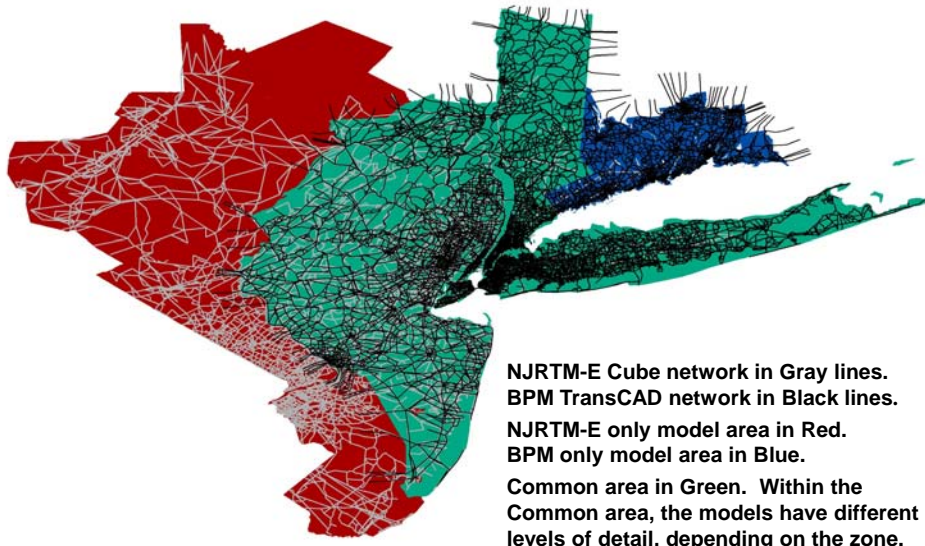 NJRTM-E Cube network in Gray lines.
BPM TransCAD network in Black lines.
NJRTM-E only model area in Red.
BPM only model area in Blue.
Common area in Green.  Within the
Common area, the models have different
levels of detail, depending on the zone.